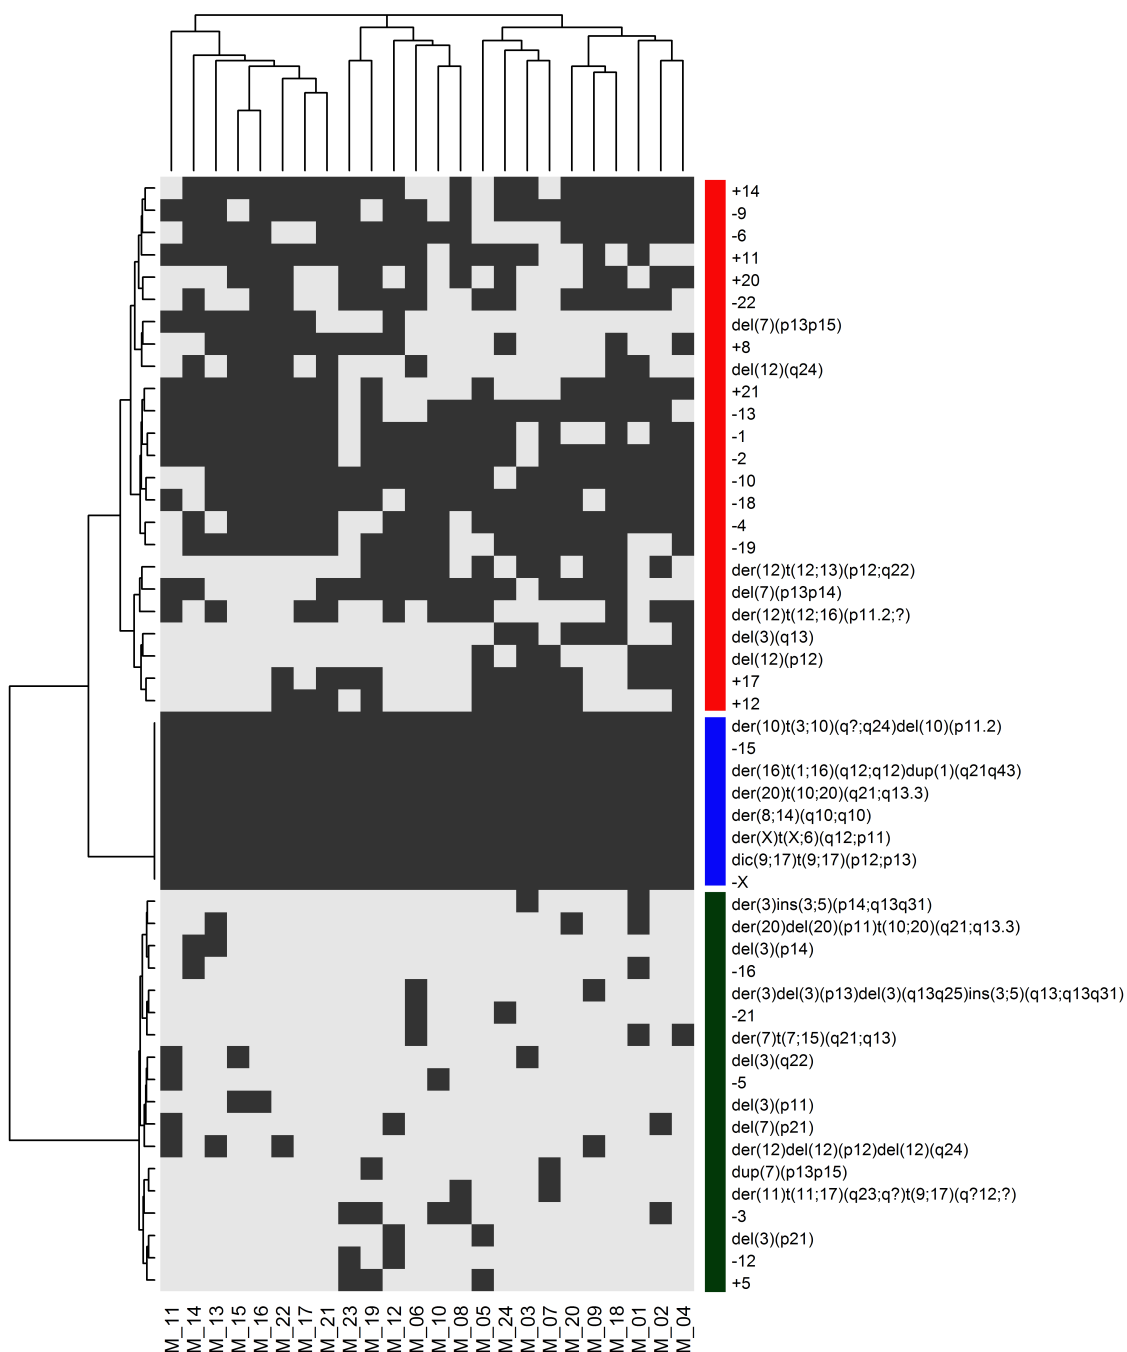 +14
-9
-6
+11
+20
-22
del(7)(p13p15)
+8
del(12)(q24)
+21
-13
-1
-2
-10
-18
-4
-19
der(12)t(12;13)(p12;q22)
del(7)(p13p14)
der(12)t(12;16)(p11.2;?)
del(3)(q13)
del(12)(p12)
+17
+12
der(10)t(3;10)(q?;q24)del(10)(p11.2)
-15
der(16)t(1;16)(q12;q12)dup(1)(q21q43)
der(20)t(10;20)(q21;q13.3)
der(8;14)(q10;q10)
der(X)t(X;6)(q12;p11)
dic(9;17)t(9;17)(p12;p13)
-X
der(3)ins(3;5)(p14;q13q31)
der(20)del(20)(p11)t(10;20)(q21;q13.3)
del(3)(p14)
-16
der(3)del(3)(p13)del(3)(q13q25)ins(3;5)(q13;q13q31)
-21
der(7)t(7;15)(q21;q13)
del(3)(q22)
-5
del(3)(p11)
del(7)(p21)
der(12)del(12)(p12)del(12)(q24)
dup(7)(p13p15)
der(11)t(11;17)(q23;q?)t(9;17)(q?12;?)
-3
del(3)(p21)
-12
+5
M_11
M_14
M_13
M_15
M_16
M_22
M_17
M_21
M_23
M_19
M_12
M_06
M_10
M_08
M_05
M_24
M_03
M_07
M_20
M_09
M_18
M_01
M_02
M_04